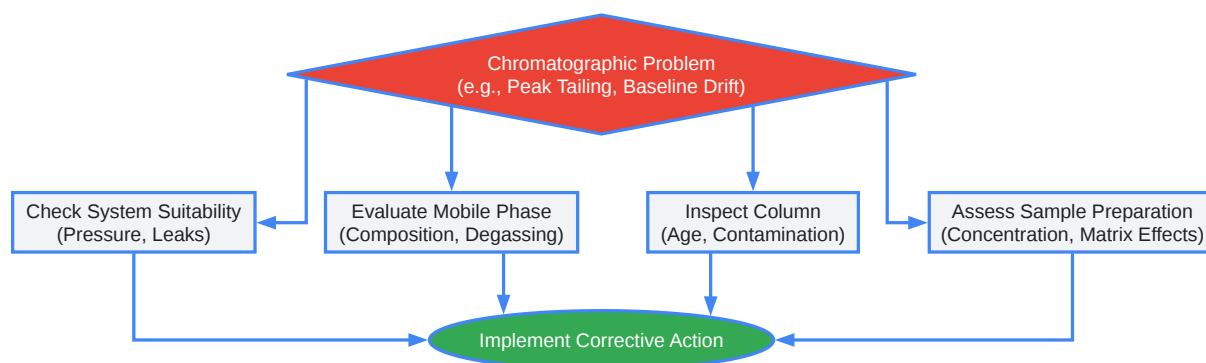 Chromatographic Problem
(e.g., Peak Tailing, Baseline Drift)
Check System Suitability
(Pressure, Leaks)
Evaluate Mobile Phase
(Composition, Degassing)
Inspect Column
(Age, Contamination)
Assess Sample Preparation
(Concentration, Matrix Effects)
Implement Corrective Action